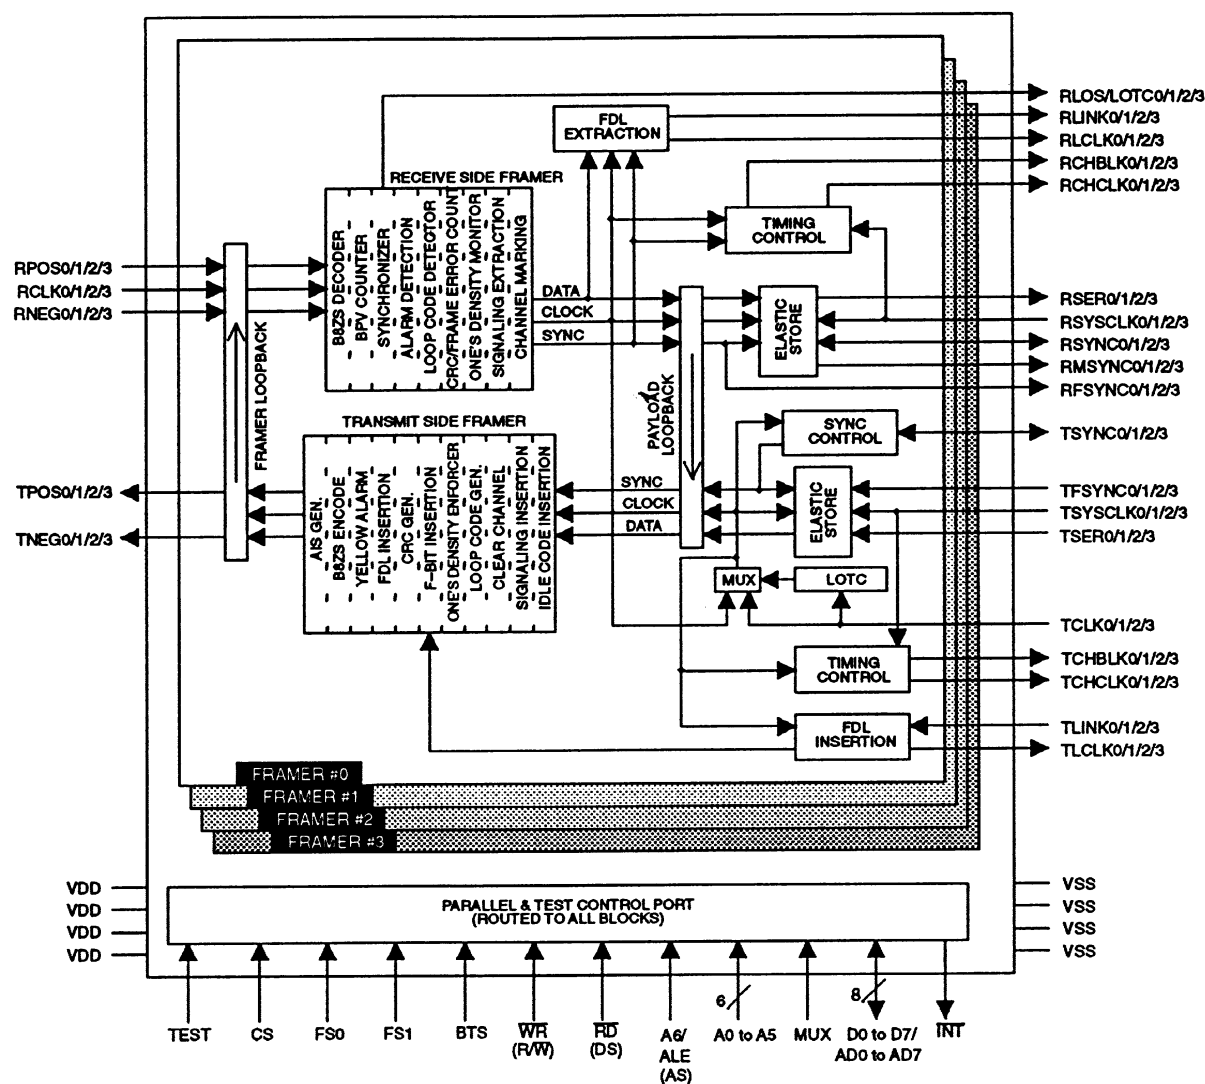 RLOS/LOTC0/1/2/3
FDL
EXTRACTION
RLINK0/1/2/3
RLCLK0/1/2/3
RCHBLK0/1/2/3
RCHCLK0/1/2/3
RECEIVE SIDE FRAMER
B8ZS DECODER
BPV COUNTER
SYNCHRONIZER
ALARM DETECTION
LOOP CODE DETECTOR
CRC/FRAME ERROR COUNT
ONE'S DENSITY MONITOR
SIGNALING EXTRACTION
CHANNEL MARKING
TIMING
CONTROL
RPOS0/1/2/3
RCLK0/1/2/3
RNEG0/1/2/3
FRAMER LOOPBACK
DATA
CLOCK
SYNC
PAYLOAD
LOOPBACK
ELASTIC
STORE
RSER0/1/2/3
RSYSCLK0/1/2/3
RSYNC0/1/2/3
RMSYNC0/1/2/3
RFSYNC0/1/2/3
TRANSMIT SIDE FRAMER
AIS GEN.
B8ZS ENCODE
YELLOW ALARM
FDL INSERTION
CRC GEN.
F-BIT INSERTION
ONE'S DENSITY ENFORCER
LOOP CODE GEN.
CLEAR CHANNEL
SIGNALING INSERTION
IDLE CODE INSERTION
SYNC
CONTROL
TSYNC0/1/2/3
TPOS0/1/2/3
TNEG0/1/2/3
SYNC
CLOCK
DATA
ELASTIC
STORE
TFSYNC0/1/2/3
TSYSCLK0/1/2/3
TSER0/1/2/3
MUX
LOTC
TCLK0/1/2/3
TIMING
CONTROL
TCHBLK0/1/2/3
TCHCLK0/1/2/3
FDL
INSERTION
TLINK0/1/2/3
TLCLK0/1/2/3
FRAMER #0
FRAMER #1
FRAMER #2
FRAMER #3
VDD
VDD
VDD
VDD
PARALLEL & TEST CONTROL PORT
(ROUTED TO ALL BLOCKS)
VSS
VSS
VSS
VSS
6
8
TEST
CS
FS0
FS1
BTS
W̅R̅
(R/W̅)
R̅D̅
(DS)
A6/
ALE
(AS)
A0 to A5
MUX
D0 to D7/
AD0 to AD7
I̅N̅T̅